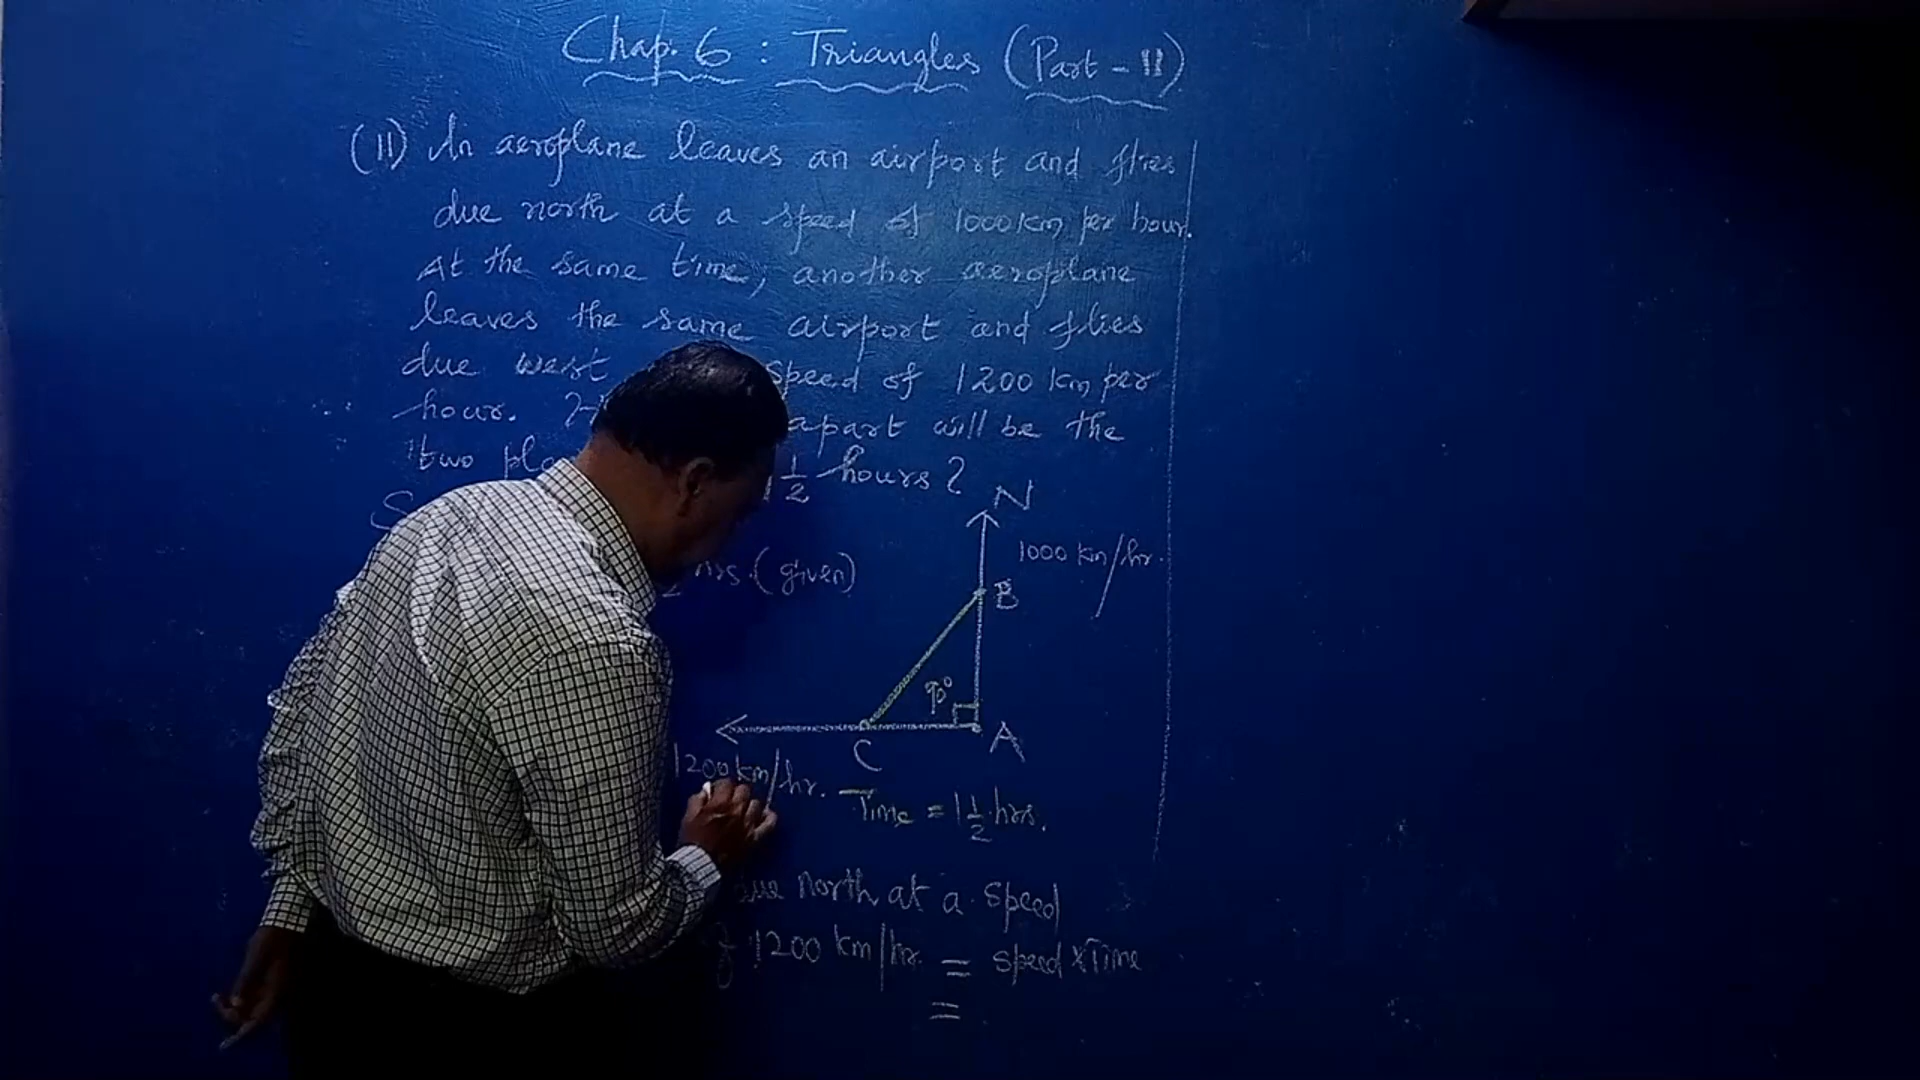 Chap. 6 : Triangles (Part - II)
(11) An aeroplane leaves an airport and flies
due north at a speed of 1000 km per hour.
At the same time, another aeroplane
leaves the same airport and flies
due west speed of 1200 km per
hour. apart will be the
two 1/2 hours?
N
1000 km/hr.
hrs. (given)
B
90°
C
A
1200 km/hr.
Time = 1 1/2 hrs.
due north at a speed
1200 km/hr = speed × Time
=